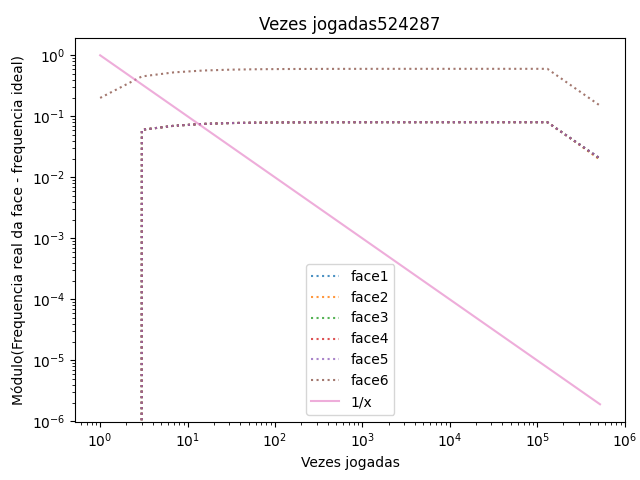 Vezes jogadas524287
Módulo(Frequencia real da face - frequencia ideal)
10⁰
10⁻¹
10⁻²
10⁻³
10⁻⁴
10⁻⁵
10⁻⁶
face1
face2
face3
face4
face5
face6
1/x
10⁰ 10¹ 10² 10³ 10⁴ 10⁵ 10⁶
Vezes jogadas